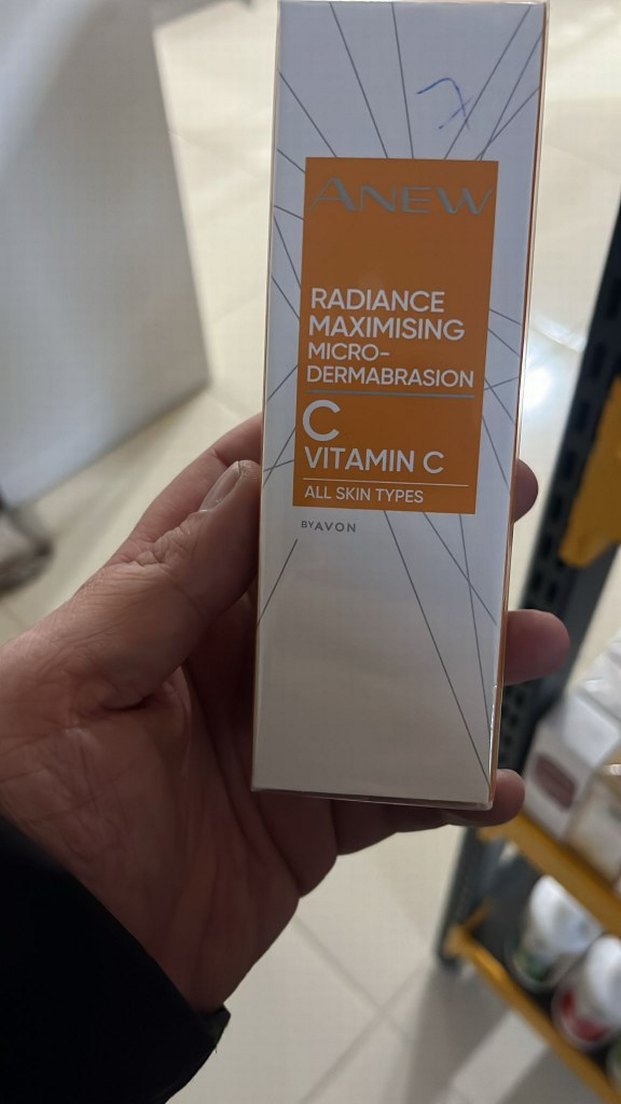 ANEW
RADIANCE
MAXIMISING
MICRO-
DERMABRASION
C
VITAMIN C
ALL SKIN TYPES
BY AVON